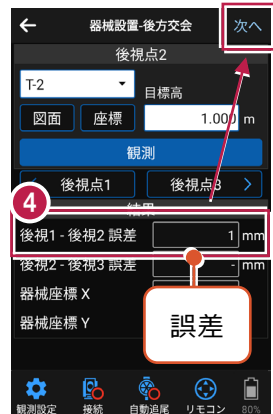 器械設置-後方交会 次へ
後視点2
T-2 目標高
図面 座標 1.000 m
観測
後視点1 後視点3
4 結果
後視1 - 後視2 誤差 1 mm
後視2 - 後視3 誤差 - mm
器械座標 X
器械座標 Y
誤差
観測設定 接続 自動追尾 リモコン 80%